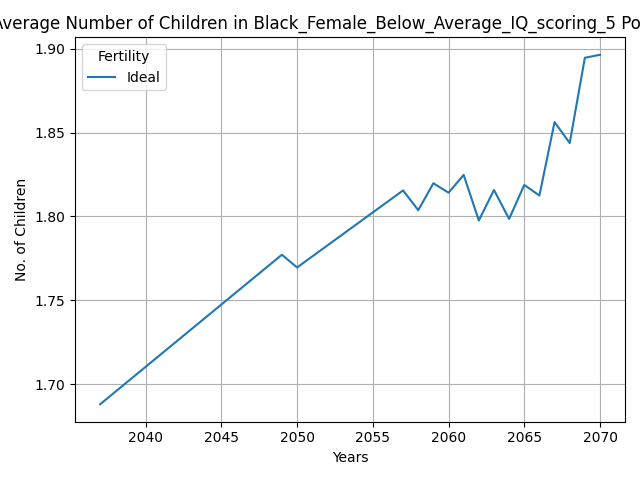 Average Number of Children in Black_Female_Below_Average_IQ_scoring_5 Po
Fertility
Ideal
1.90
1.85
1.80
1.75
1.70
No. of Children
2040 2045 2050 2055 2060 2065 2070
Years